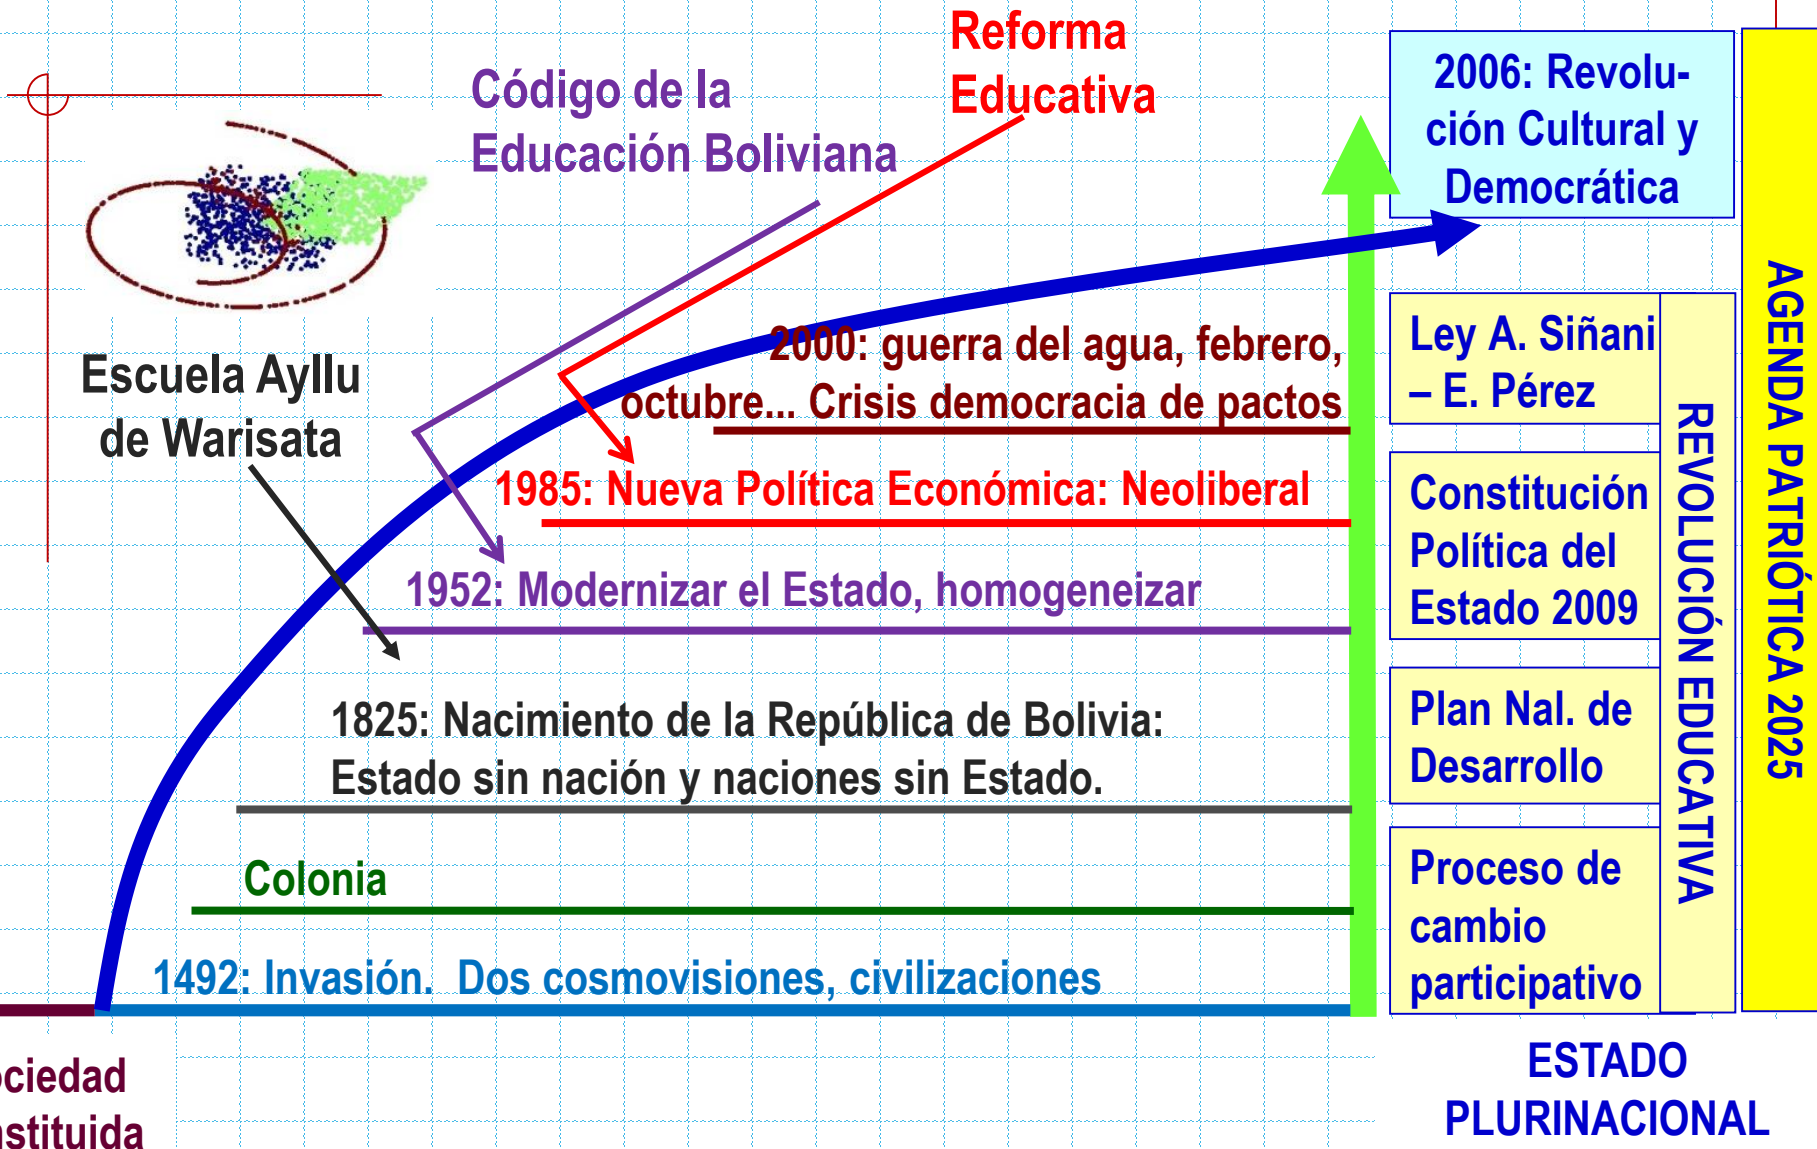 Reforma
Educativa
Código de la
Educación Boliviana
Escuela Ayllu
de Warisata
2000: guerra del agua, febrero,
octubre... Crisis democracia de pactos
1985: Nueva Política Económica: Neoliberal
1952: Modernizar el Estado, homogeneizar
1825: Nacimiento de la República de Bolivia:
Estado sin nación y naciones sin Estado.
Colonia
1492: Invasión. Dos cosmovisiones, civilizaciones
ociedad
nstituida
2006: Revolu-
ción Cultural y
Democrática
Ley A. Siñani
– E. Pérez
Constitución
Política del
Estado 2009
Plan Nal. de
Desarrollo
Proceso de
cambio
participativo
REVOLUCIÓN EDUCATIVA
AGENDA PATRIÓTICA 2025
ESTADO
PLURINACIONAL